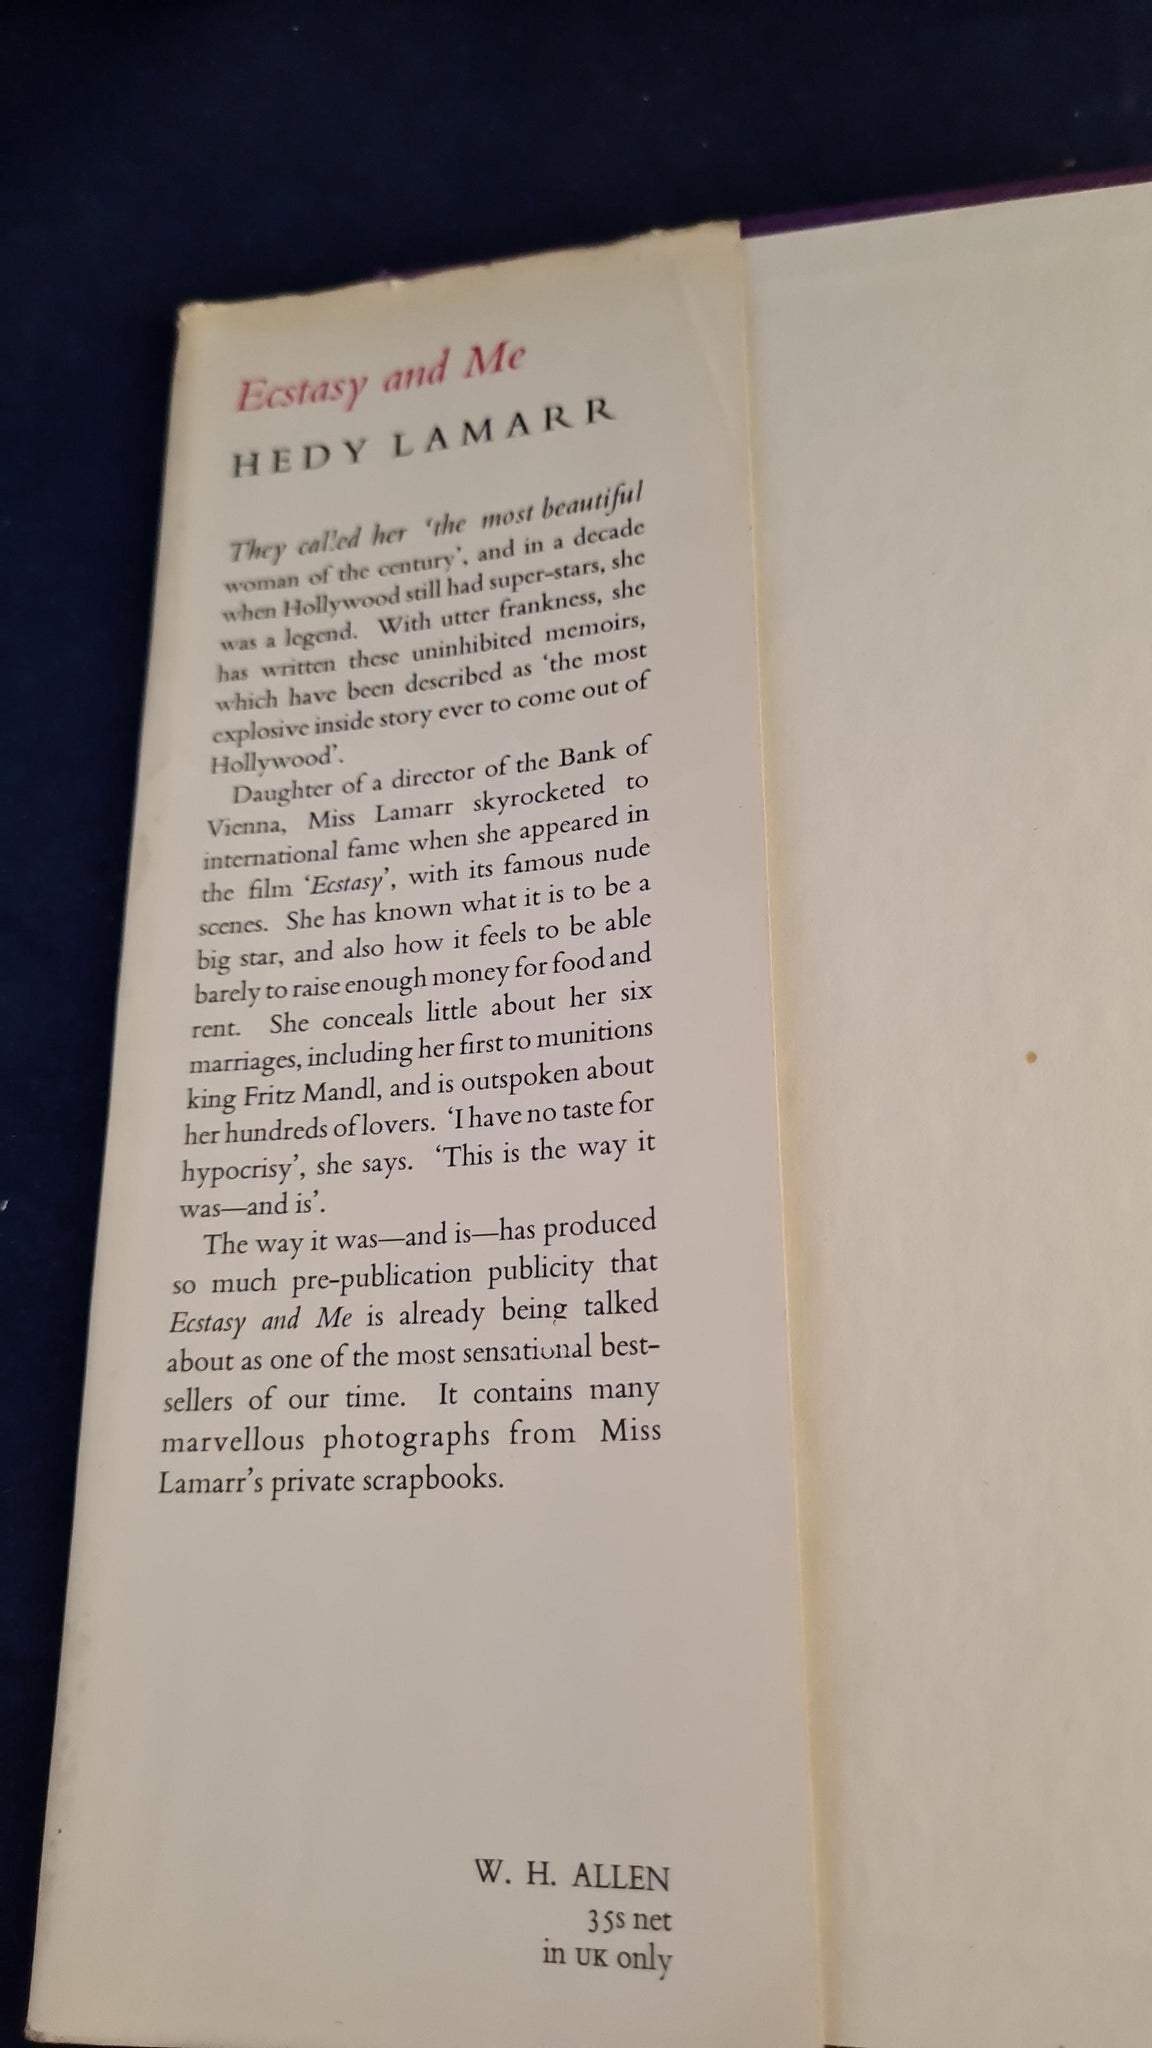 Ecstasy and Me
HEDY LAMARR
They called her ‘the most beautiful
woman of the century’, and in a decade
when Hollywood still had super-stars, she
was a legend. With utter frankness, she
has written these uninhibited memoirs,
which have been described as ‘the most
explosive inside story ever to come out of
Hollywood’.
Daughter of a director of the Bank of
Vienna, Miss Lamarr skyrocketed to
international fame when she appeared in
the film ‘Ecstasy’, with its famous nude
scenes. She has known what it is to be a
big star, and also how it feels to be able
barely to raise enough money for food and
rent. She conceals little about her six
marriages, including her first to munitions
king Fritz Mandl, and is outspoken about
her hundreds of lovers. ‘I have no taste for
hypocrisy’, she says. ‘This is the way it
was—and is’.
The way it was—and is—has produced
so much pre-publication publicity that
Ecstasy and Me is already being talked
about as one of the most sensational best-
sellers of our time. It contains many
marvellous photographs from Miss
Lamarr’s private scrapbooks.
W. H. ALLEN
35s net
in UK only